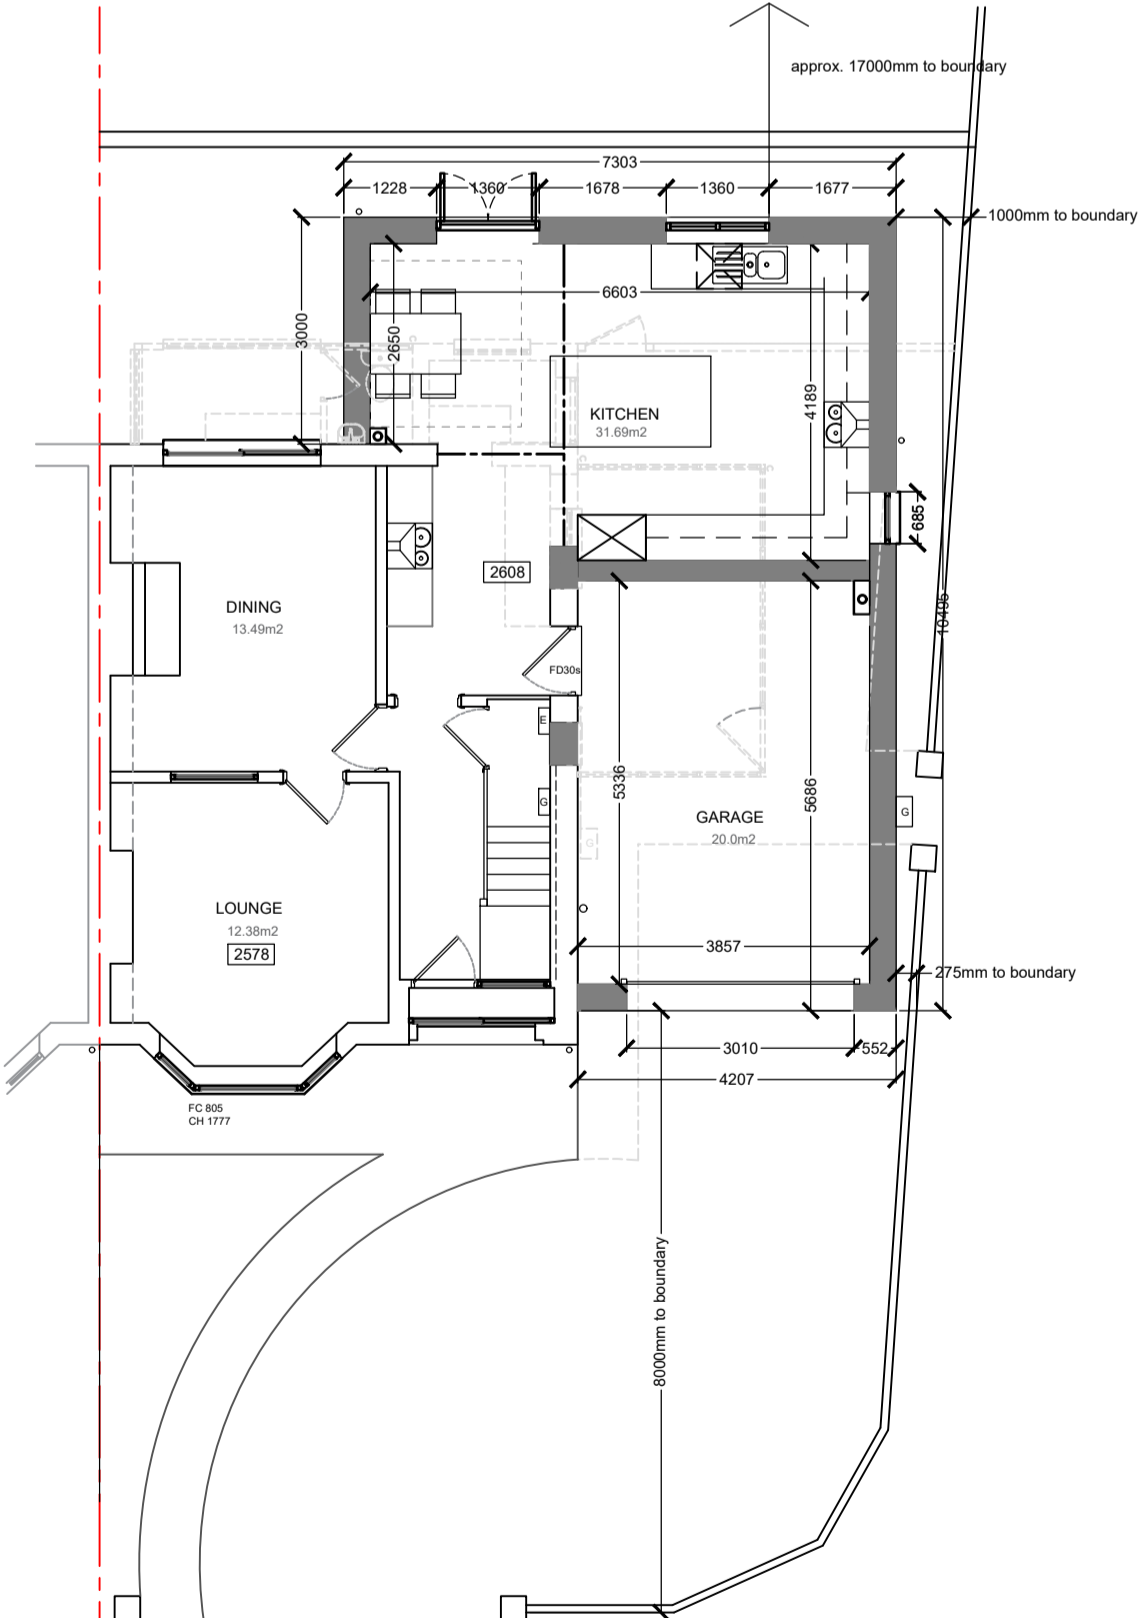 approx. 17000mm to boundary
7303
1228
1360
1678
1360
1677
1000mm to boundary
6603
3000
2650
4189
KITCHEN
31.69m2
685
2608
10495
DINING
13.49m2
FD30s
E
G
5336
5686
GARAGE
20.0m2
G
G
LOUNGE
12.38m2
2578
3857
275mm to boundary
3010
552
4207
FC 805
CH 1777
8000mm to boundary